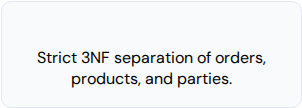 Strict 3NF separation of orders,
products, and parties.